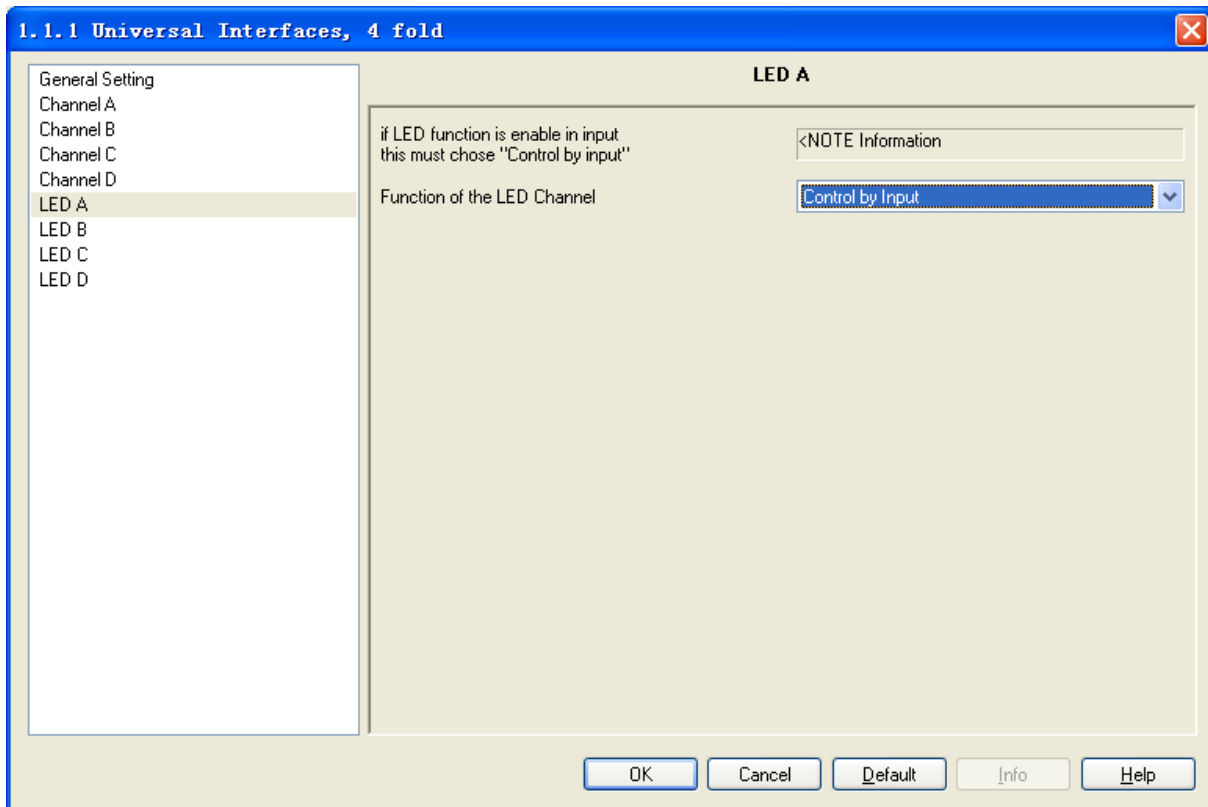 1.1.1 Universal Interfaces, 4 fold
General Setting
Channel A
Channel B
Channel C
Channel D
LED A
LED B
LED C
LED D
LED A
if LED function is enable in input
this must chose "Control by input"
<NOTE Information
Function of the LED Channel
Control by Input
OK
Cancel
Default
Info
Help